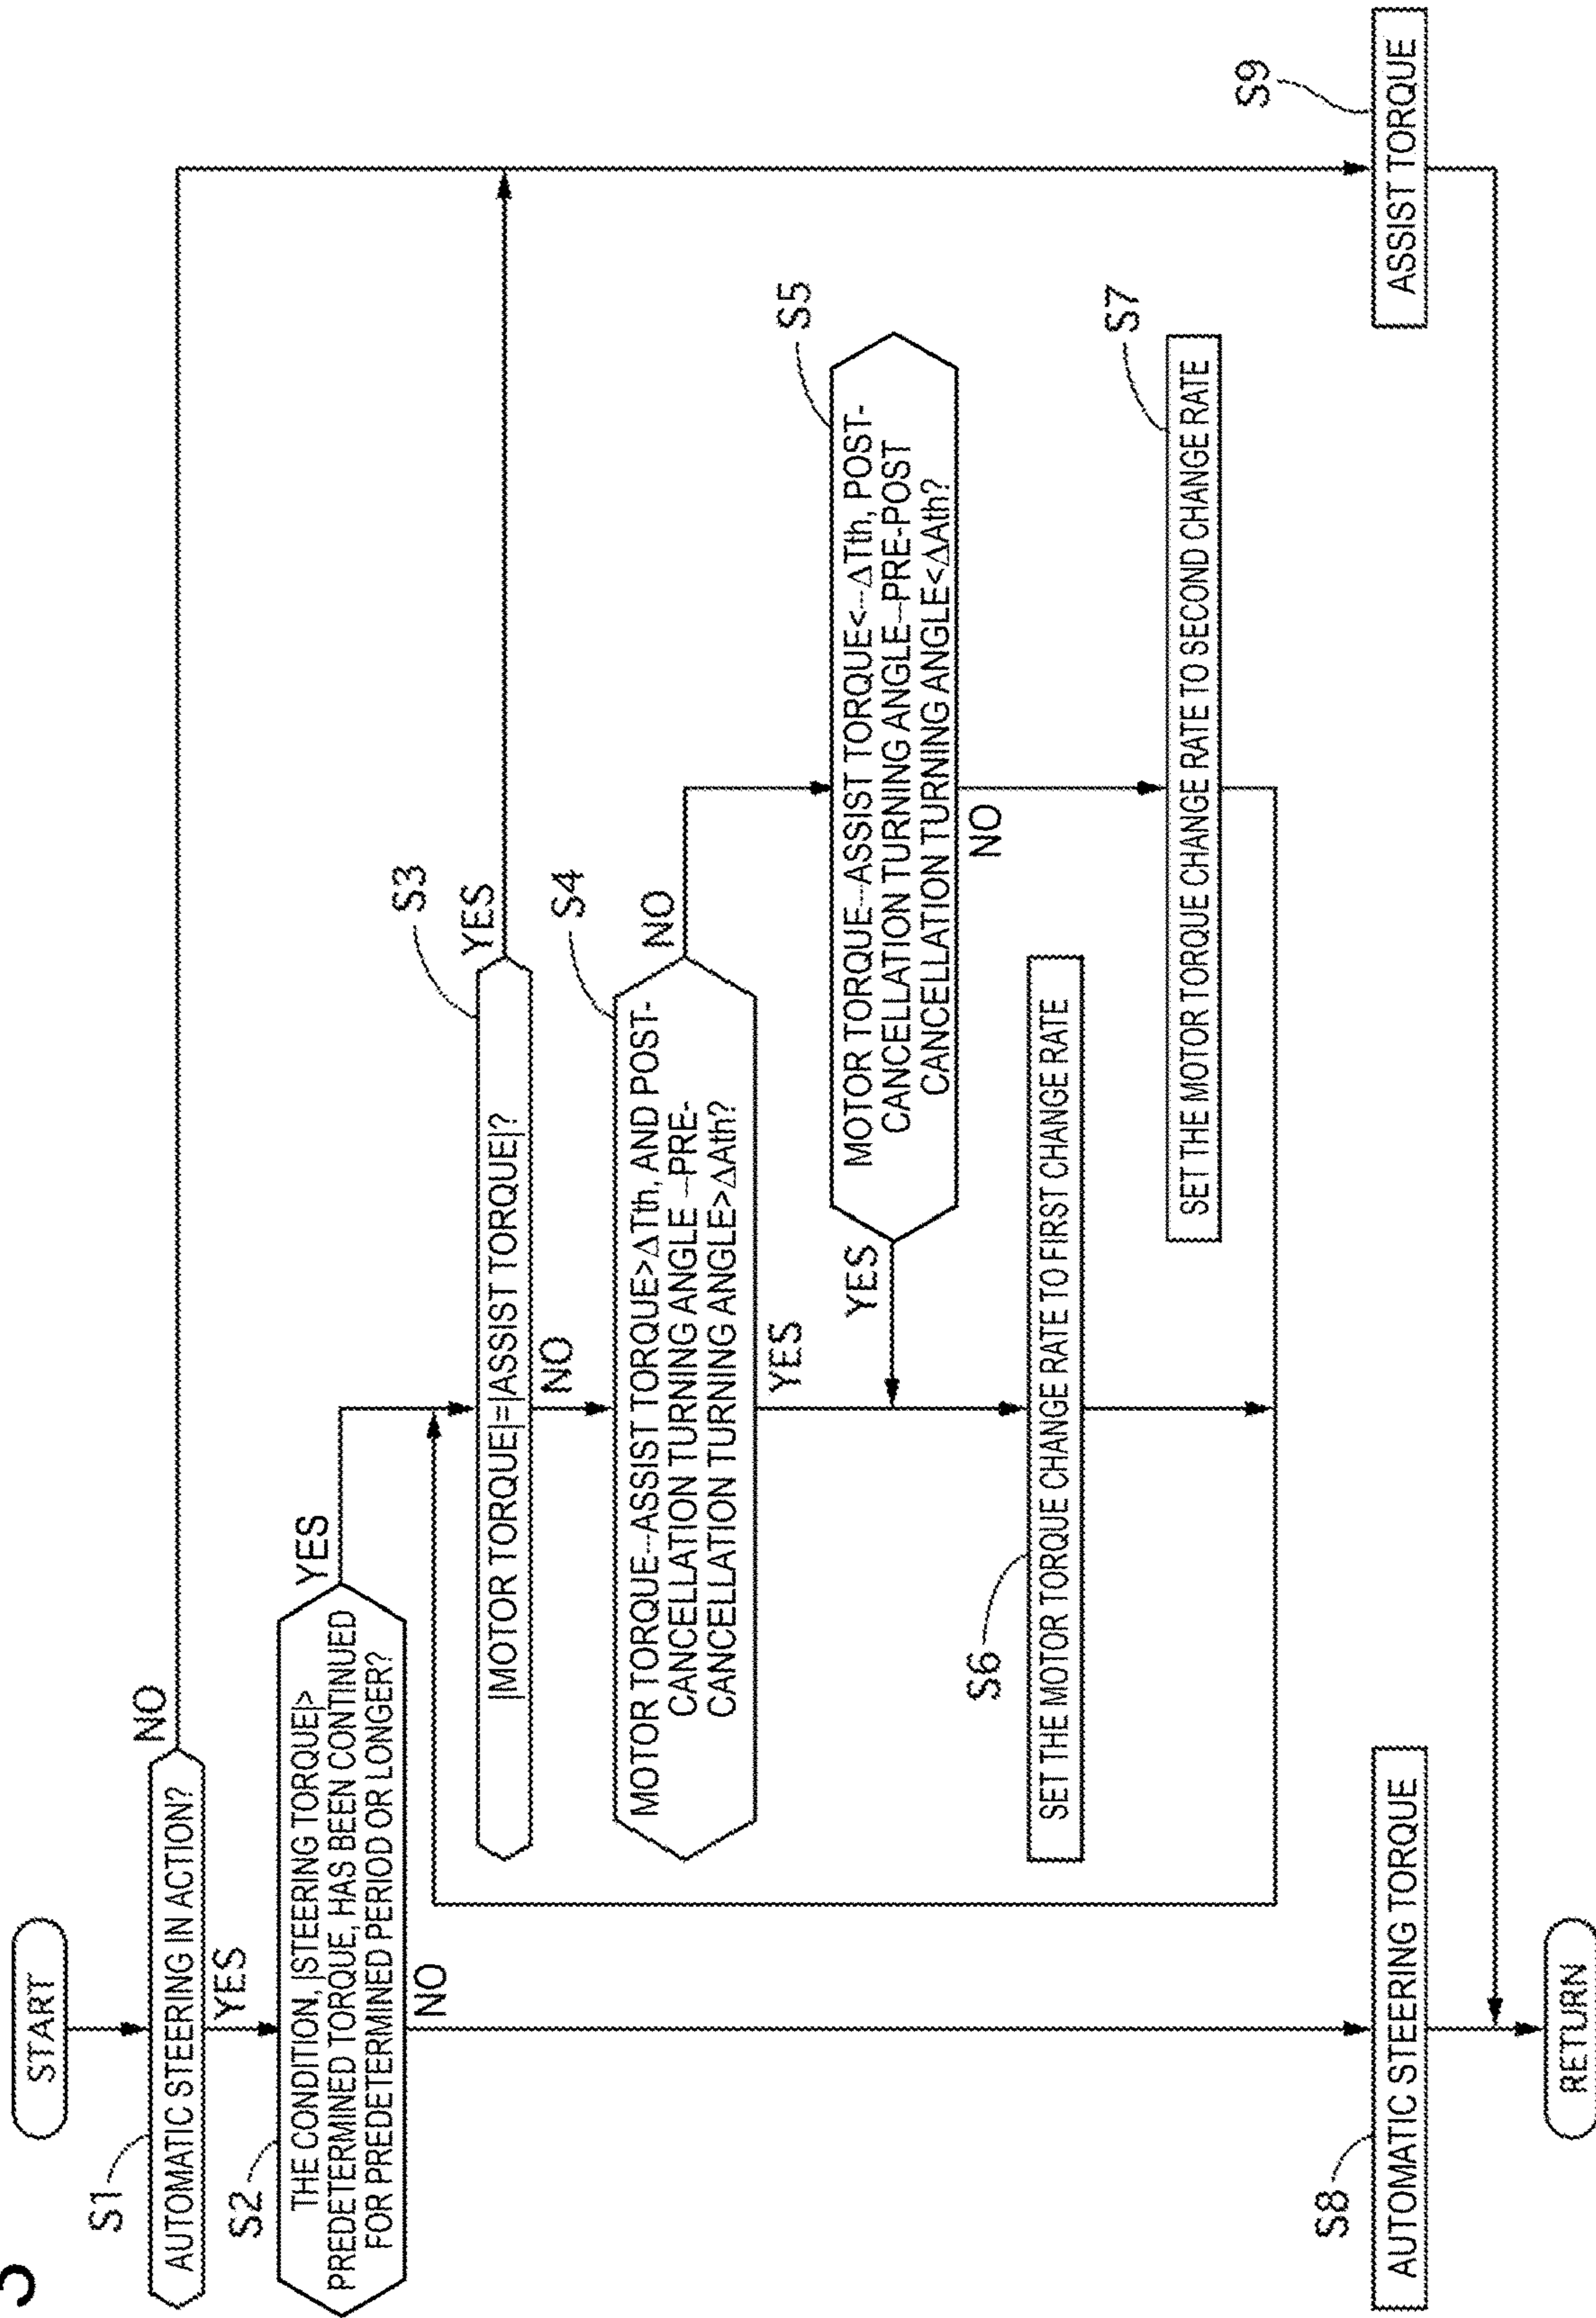 START
S1
AUTOMATIC STEERING IN ACTION?
NO
YES
S2
THE CONDITION, |STEERING TORQUE|>
PREDETERMINED TORQUE, HAS BEEN CONTINUED
FOR PREDETERMINED PERIOD OR LONGER?
YES
NO
S3
|MOTOR TORQUE|=|ASSIST TORQUE|?
YES
NO
S4
MOTOR TORQUE--ASSIST TORQUE>ΔTth, AND POST-
CANCELLATION TURNING ANGLE --PRE-
CANCELLATION TURNING ANGLE>ΔAth?
NO
YES
S5
MOTOR TORQUE--ASSIST TORQUE<--ΔTth, POST-
CANCELLATION TURNING ANGLE--PRE-POST
CANCELLATION TURNING ANGLE<ΔAth?
YES
NO
S6
SET THE MOTOR TORQUE CHANGE RATE TO FIRST CHANGE RATE
S7
SET THE MOTOR TORQUE CHANGE RATE TO SECOND CHANGE RATE
S8
AUTOMATIC STEERING TORQUE
S9
ASSIST TORQUE
RETURN